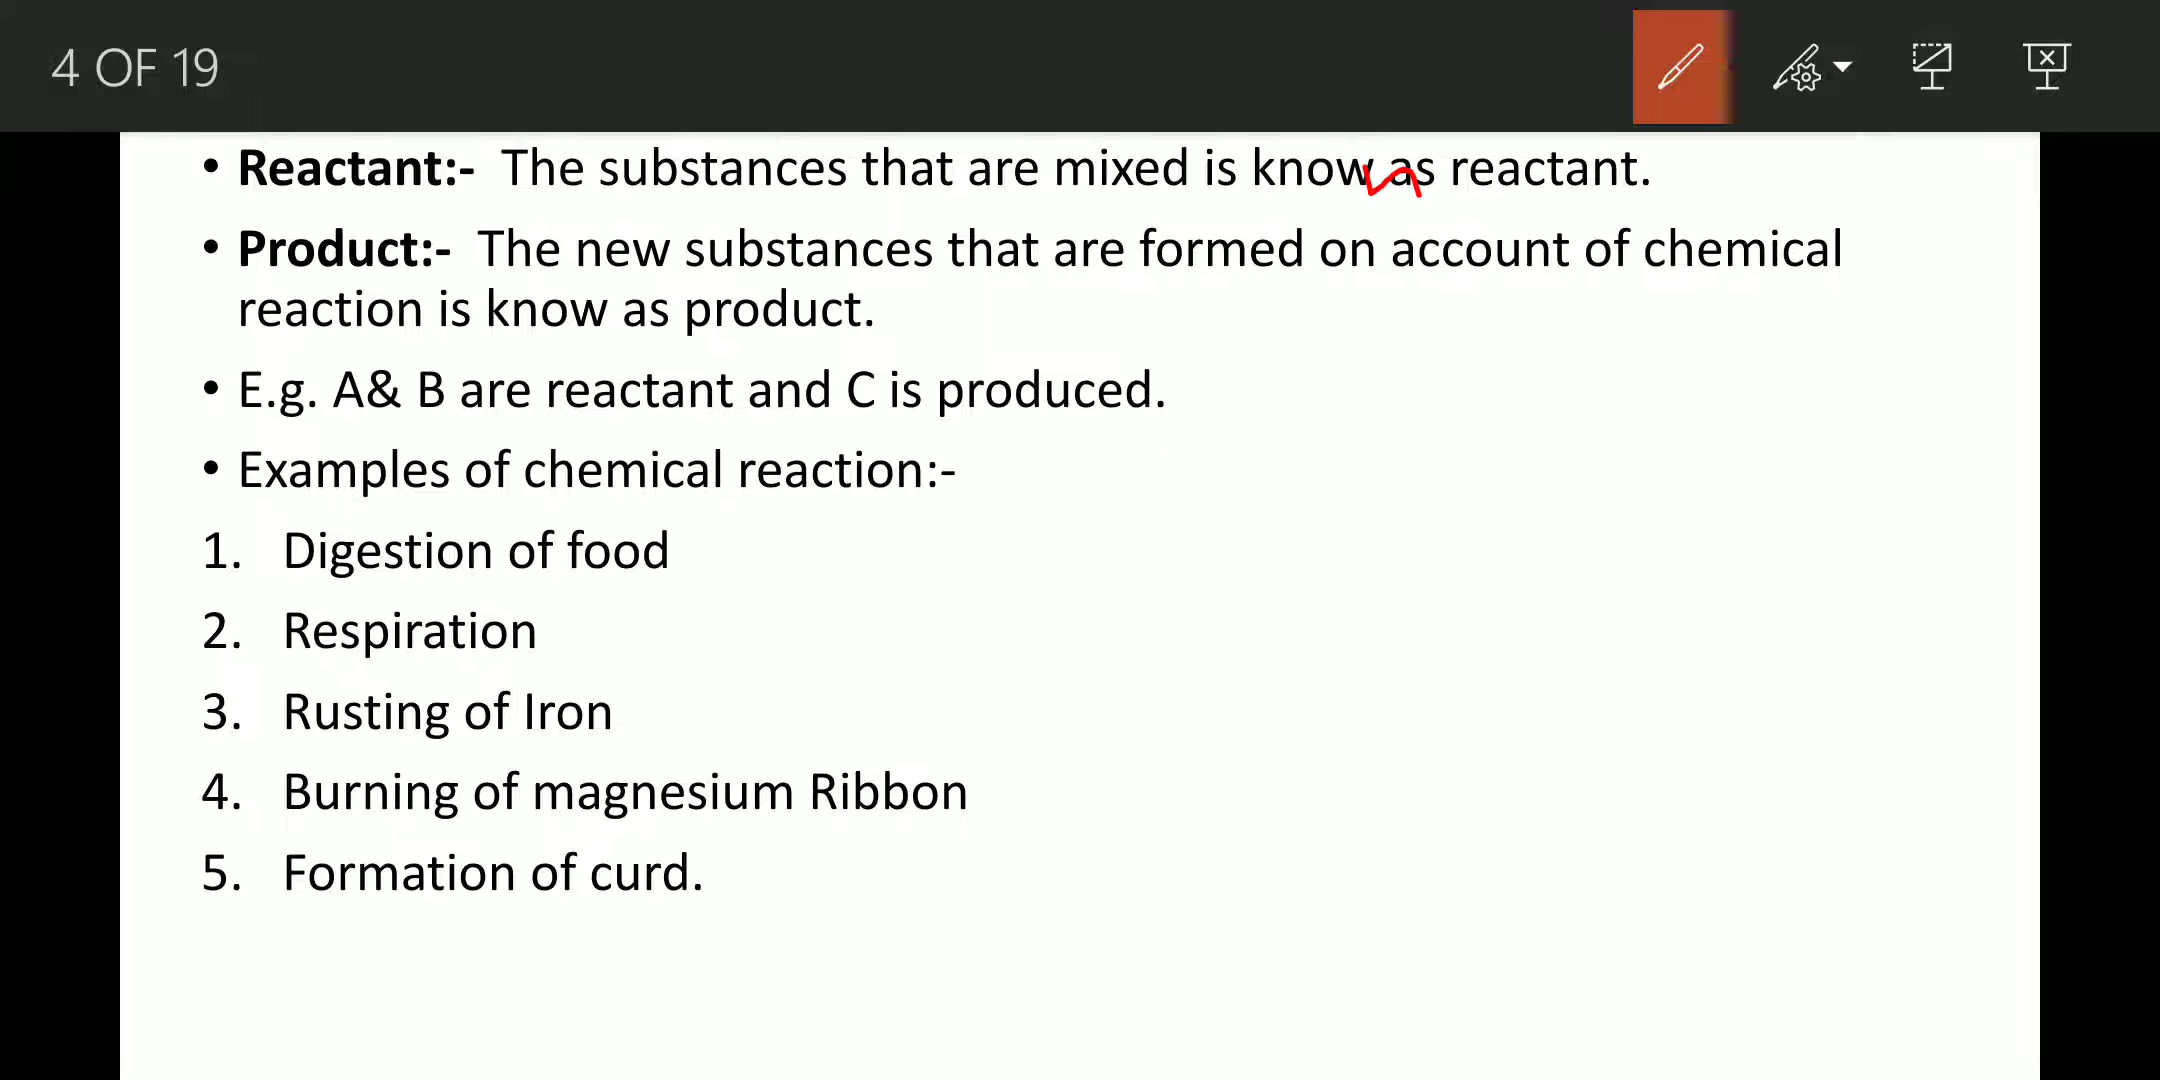 4 OF 19
• Reactant:- The substances that are mixed is know as reactant.
• Product:- The new substances that are formed on account of chemical
reaction is know as product.
• E.g. A& B are reactant and C is produced.
• Examples of chemical reaction:-
1. Digestion of food
2. Respiration
3. Rusting of Iron
4. Burning of magnesium Ribbon
5. Formation of curd.